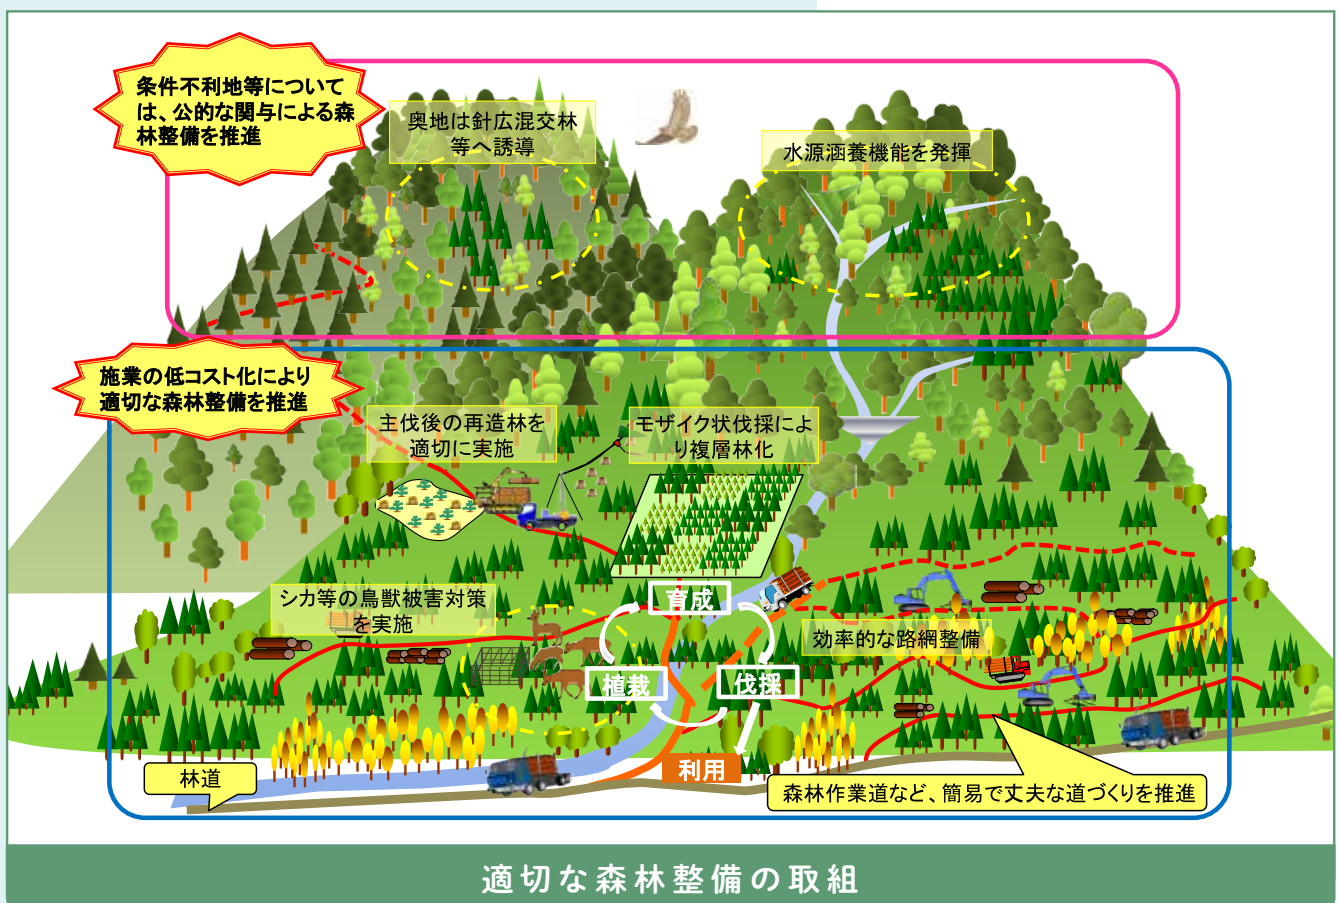 条件不利地等について
は、公的な関与による森
林整備を推進
奥地は針広混交林
等へ誘導
水源涵養機能を発揮
施業の低コスト化により
適切な森林整備を推進
主伐後の再造林を
適切に実施
モザイク状伐採によ
り複層林化
シカ等の鳥獣被害対策
を実施
育成
植栽
伐採
利用
効率的な路網整備
林道
森林作業道など、簡易で丈夫な道づくりを推進
適切な森林整備の取組